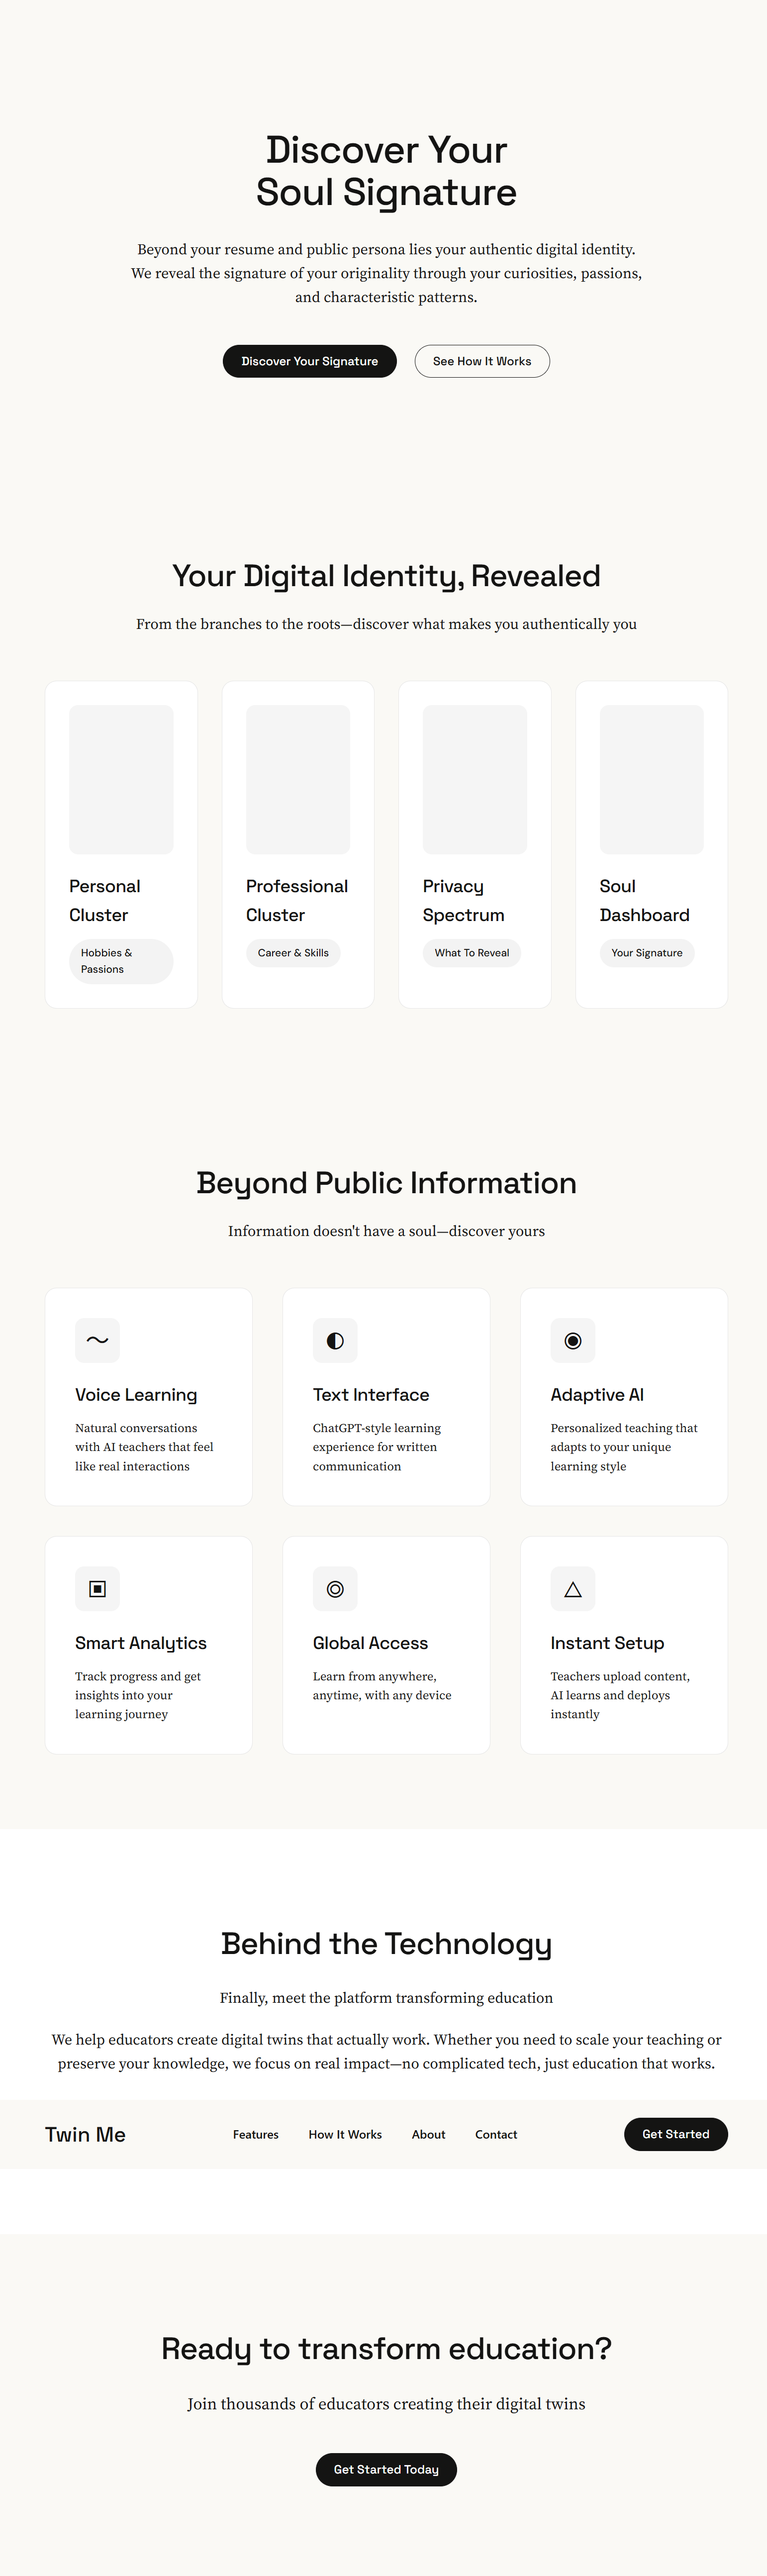 Discover Your
Soul Signature
Beyond your resume and public persona lies your authentic digital identity.
We reveal the signature of your originality through your curiosities, passions,
and characteristic patterns.
Discover Your Signature
See How It Works
Your Digital Identity, Revealed
From the branches to the roots—discover what makes you authentically you
Personal
Cluster
Hobbies &
Passions
Professional
Cluster
Career & Skills
Privacy
Spectrum
What To Reveal
Soul
Dashboard
Your Signature
Beyond Public Information
Information doesn't have a soul—discover yours
Voice Learning
Natural conversations
with AI teachers that feel
like real interactions
Text Interface
ChatGPT-style learning
experience for written
communication
Adaptive AI
Personalized teaching that
adapts to your unique
learning style
Smart Analytics
Track progress and get
insights into your
learning journey
Global Access
Learn from anywhere,
anytime, with any device
Instant Setup
Teachers upload content,
AI learns and deploys
instantly
Behind the Technology
Finally, meet the platform transforming education
We help educators create digital twins that actually work. Whether you need to scale your teaching or
preserve your knowledge, we focus on real impact—no complicated tech, just education that works.
Twin Me
Features
How It Works
About
Contact
Get Started
Ready to transform education?
Join thousands of educators creating their digital twins
Get Started Today